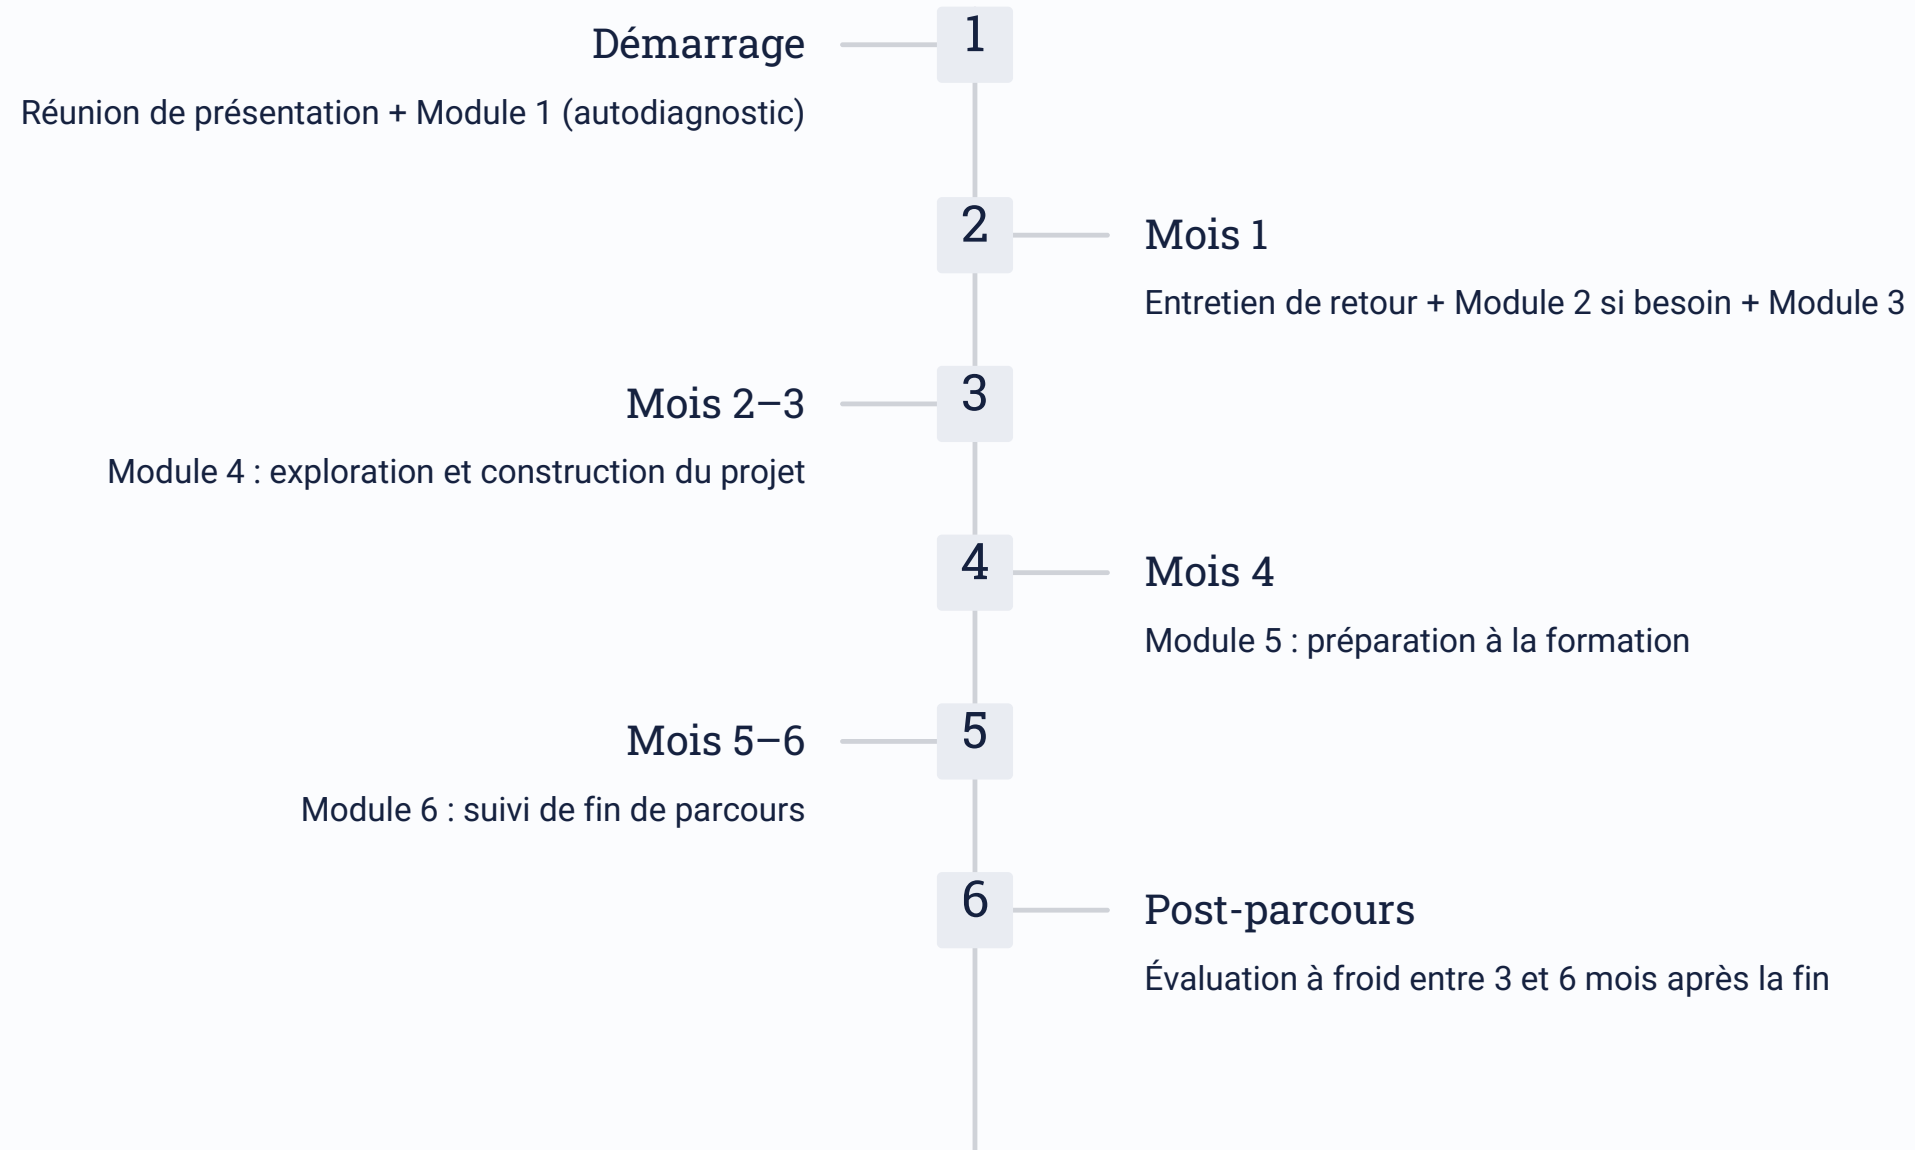 1
Démarrage
Réunion de présentation + Module 1 (autodiagnostic)
2
Mois 1
Entretien de retour + Module 2 si besoin + Module 3
3
Mois 2–3
Module 4 : exploration et construction du projet
4
Mois 4
Module 5 : préparation à la formation
5
Mois 5–6
Module 6 : suivi de fin de parcours
6
Post-parcours
Évaluation à froid entre 3 et 6 mois après la fin